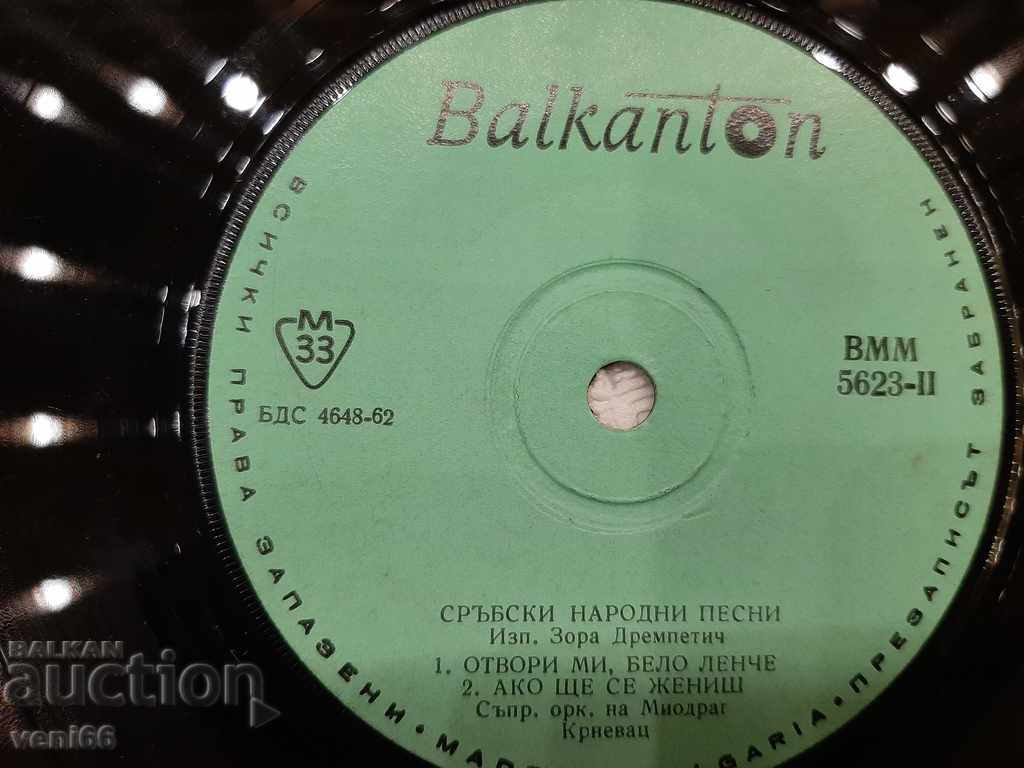 Balkanton
ВСИЧКИ ПРАВА ЗАПАЗЕНИ • ПРЕЗАПИСЪТ ЗАБРАНЕН
М
33
БДС 4648-62
ВММ
5623-II
СРЪБСКИ НАРОДНИ ПЕСНИ
Изп. Зора Дремпетич
1. ОТВОРИ МИ, БЕЛО ЛЕНЧЕ
2. АКО ЩЕ СЕ ЖЕНИШ
Съпр. орк. на Миодраг
Крневац
BALKAN
auction
veni66